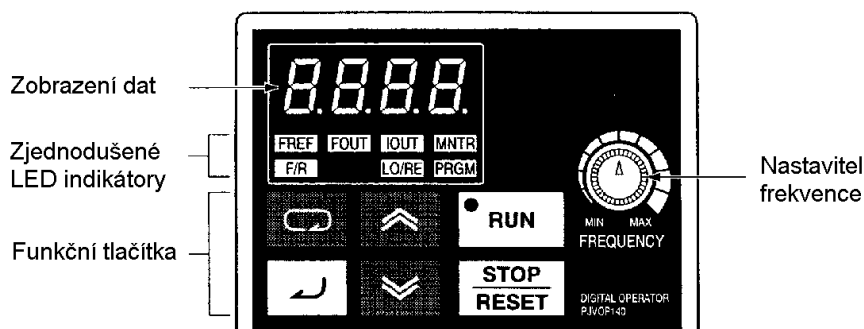 Zobrazení dat
8.8.8.8.
FREF FOUT IOUT MNTR
F/R LO/RE PRGM
Zjednodušené
LED indikátory
Nastavitel
frekvence
MIN MAX
FREQUENCY
RUN
Funkční tlačítka
STOP
RESET
DIGITAL OPERATOR
PJVOP140